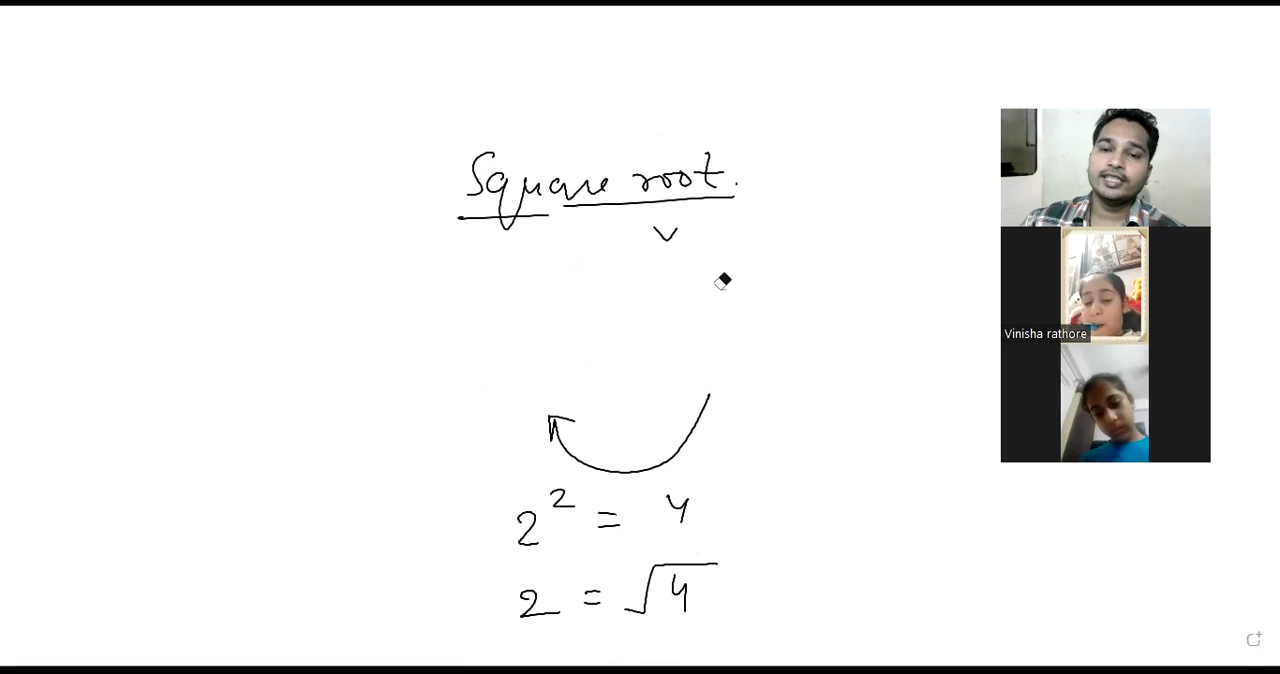 Square root.
2² = 4
2 = √4
Vinisha rathore